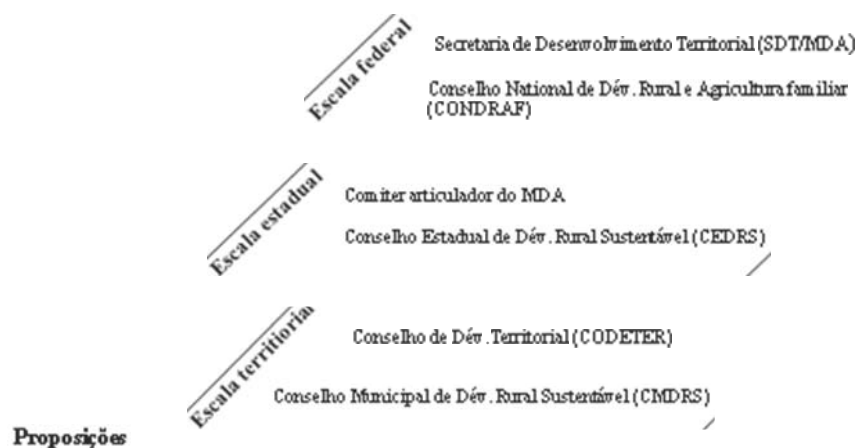 Escala federal
Secretaria de Desenvolvimento Territorial (SDT/MDA)
Conselho National de Dév. Rural e Agricultura familiar
(CONDRAF)
Escala estadual
Comiter articulador do MDA
Conselho Estadual de Dév. Rural Sustentável (CEDRS)
Escala territiorial
Conselho de Dév. Territorial (CODETER)
Conselho Municipal de Dév. Rural Sustentável (CMDRS)
Proposições